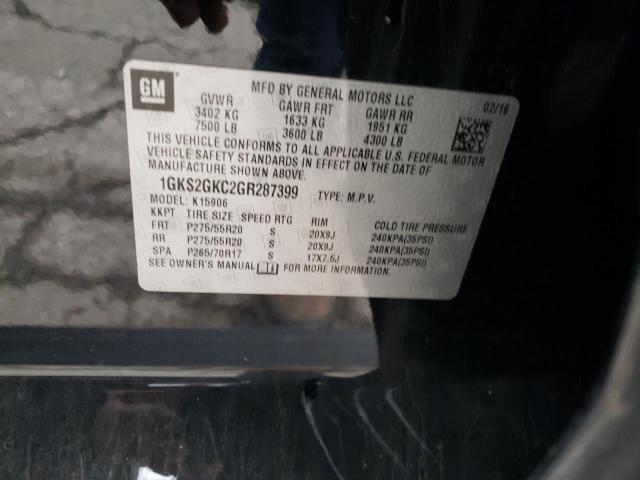 GM
MFD BY GENERAL MOTORS LLC
02/16
GVWR GAWR FRT GAWR RR
3402 KG 1633 KG 1951 KG
7500 LB 3600 LB 4300 LB
THIS VEHICLE CONFORMS TO ALL APPLICABLE U.S. FEDERAL MOTOR
VEHICLE SAFETY STANDARDS IN EFFECT ON THE DATE OF
MANUFACTURE SHOWN ABOVE.
1GKS2GKC2GR287399 TYPE: M.P.V.
MODEL: K15906
KKPT TIRE SIZE SPEED RTG RIM COLD TIRE PRESSURE
FRT P275/55R20 S 20X9J 240KPA(35PSI)
RR P275/55R20 S 20X9J 240KPA(35PSI)
SPA P265/70R17 S 17X7.5J 240KPA(35PSI)
SEE OWNER'S MANUAL FOR MORE INFORMATION.